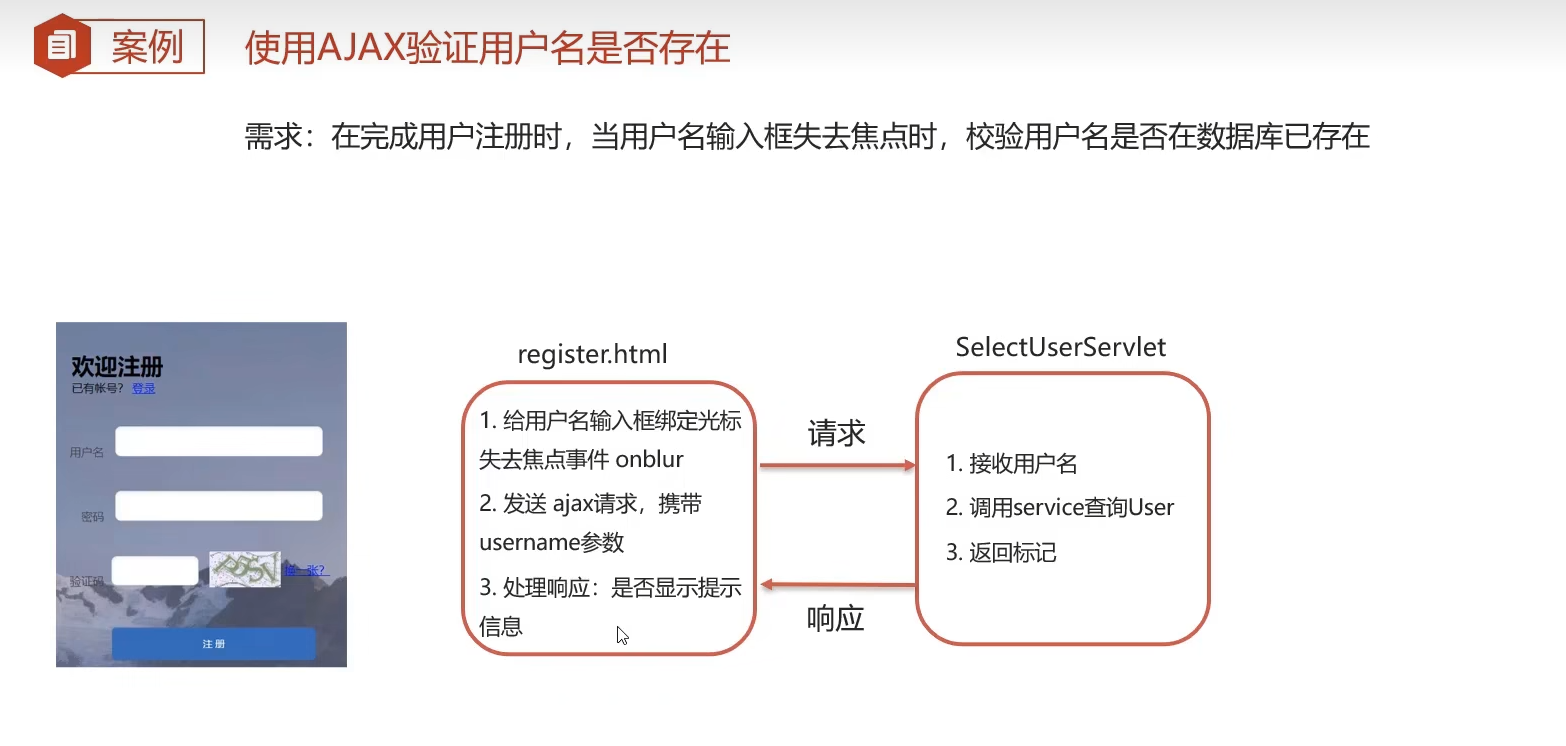 案例
使用AJAX验证用户名是否存在
需求：在完成用户注册时，当用户名输入框失去焦点时，校验用户名是否在数据库已存在
欢迎注册
已有帐号？ 登录
用户名
密码
验证码
换一张？
注册
register.html
1. 给用户名输入框绑定光标
失去焦点事件 onblur
2. 发送 ajax请求，携带
username参数
3. 处理响应：是否显示提示
信息
请求
响应
SelectUserServlet
1. 接收用户名
2. 调用service查询User
3. 返回标记